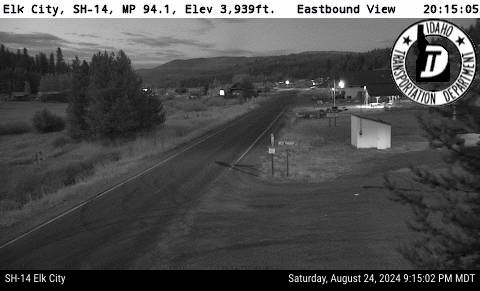 Elk City, SH-14, MP 94.1, Elev 3,939ft. Eastbound View 20:15:05
IDAHO
TRANSPORTATION DEPARTMENT
SH-14 Elk City Saturday, August 24, 2024 9:15:02 PM MDT